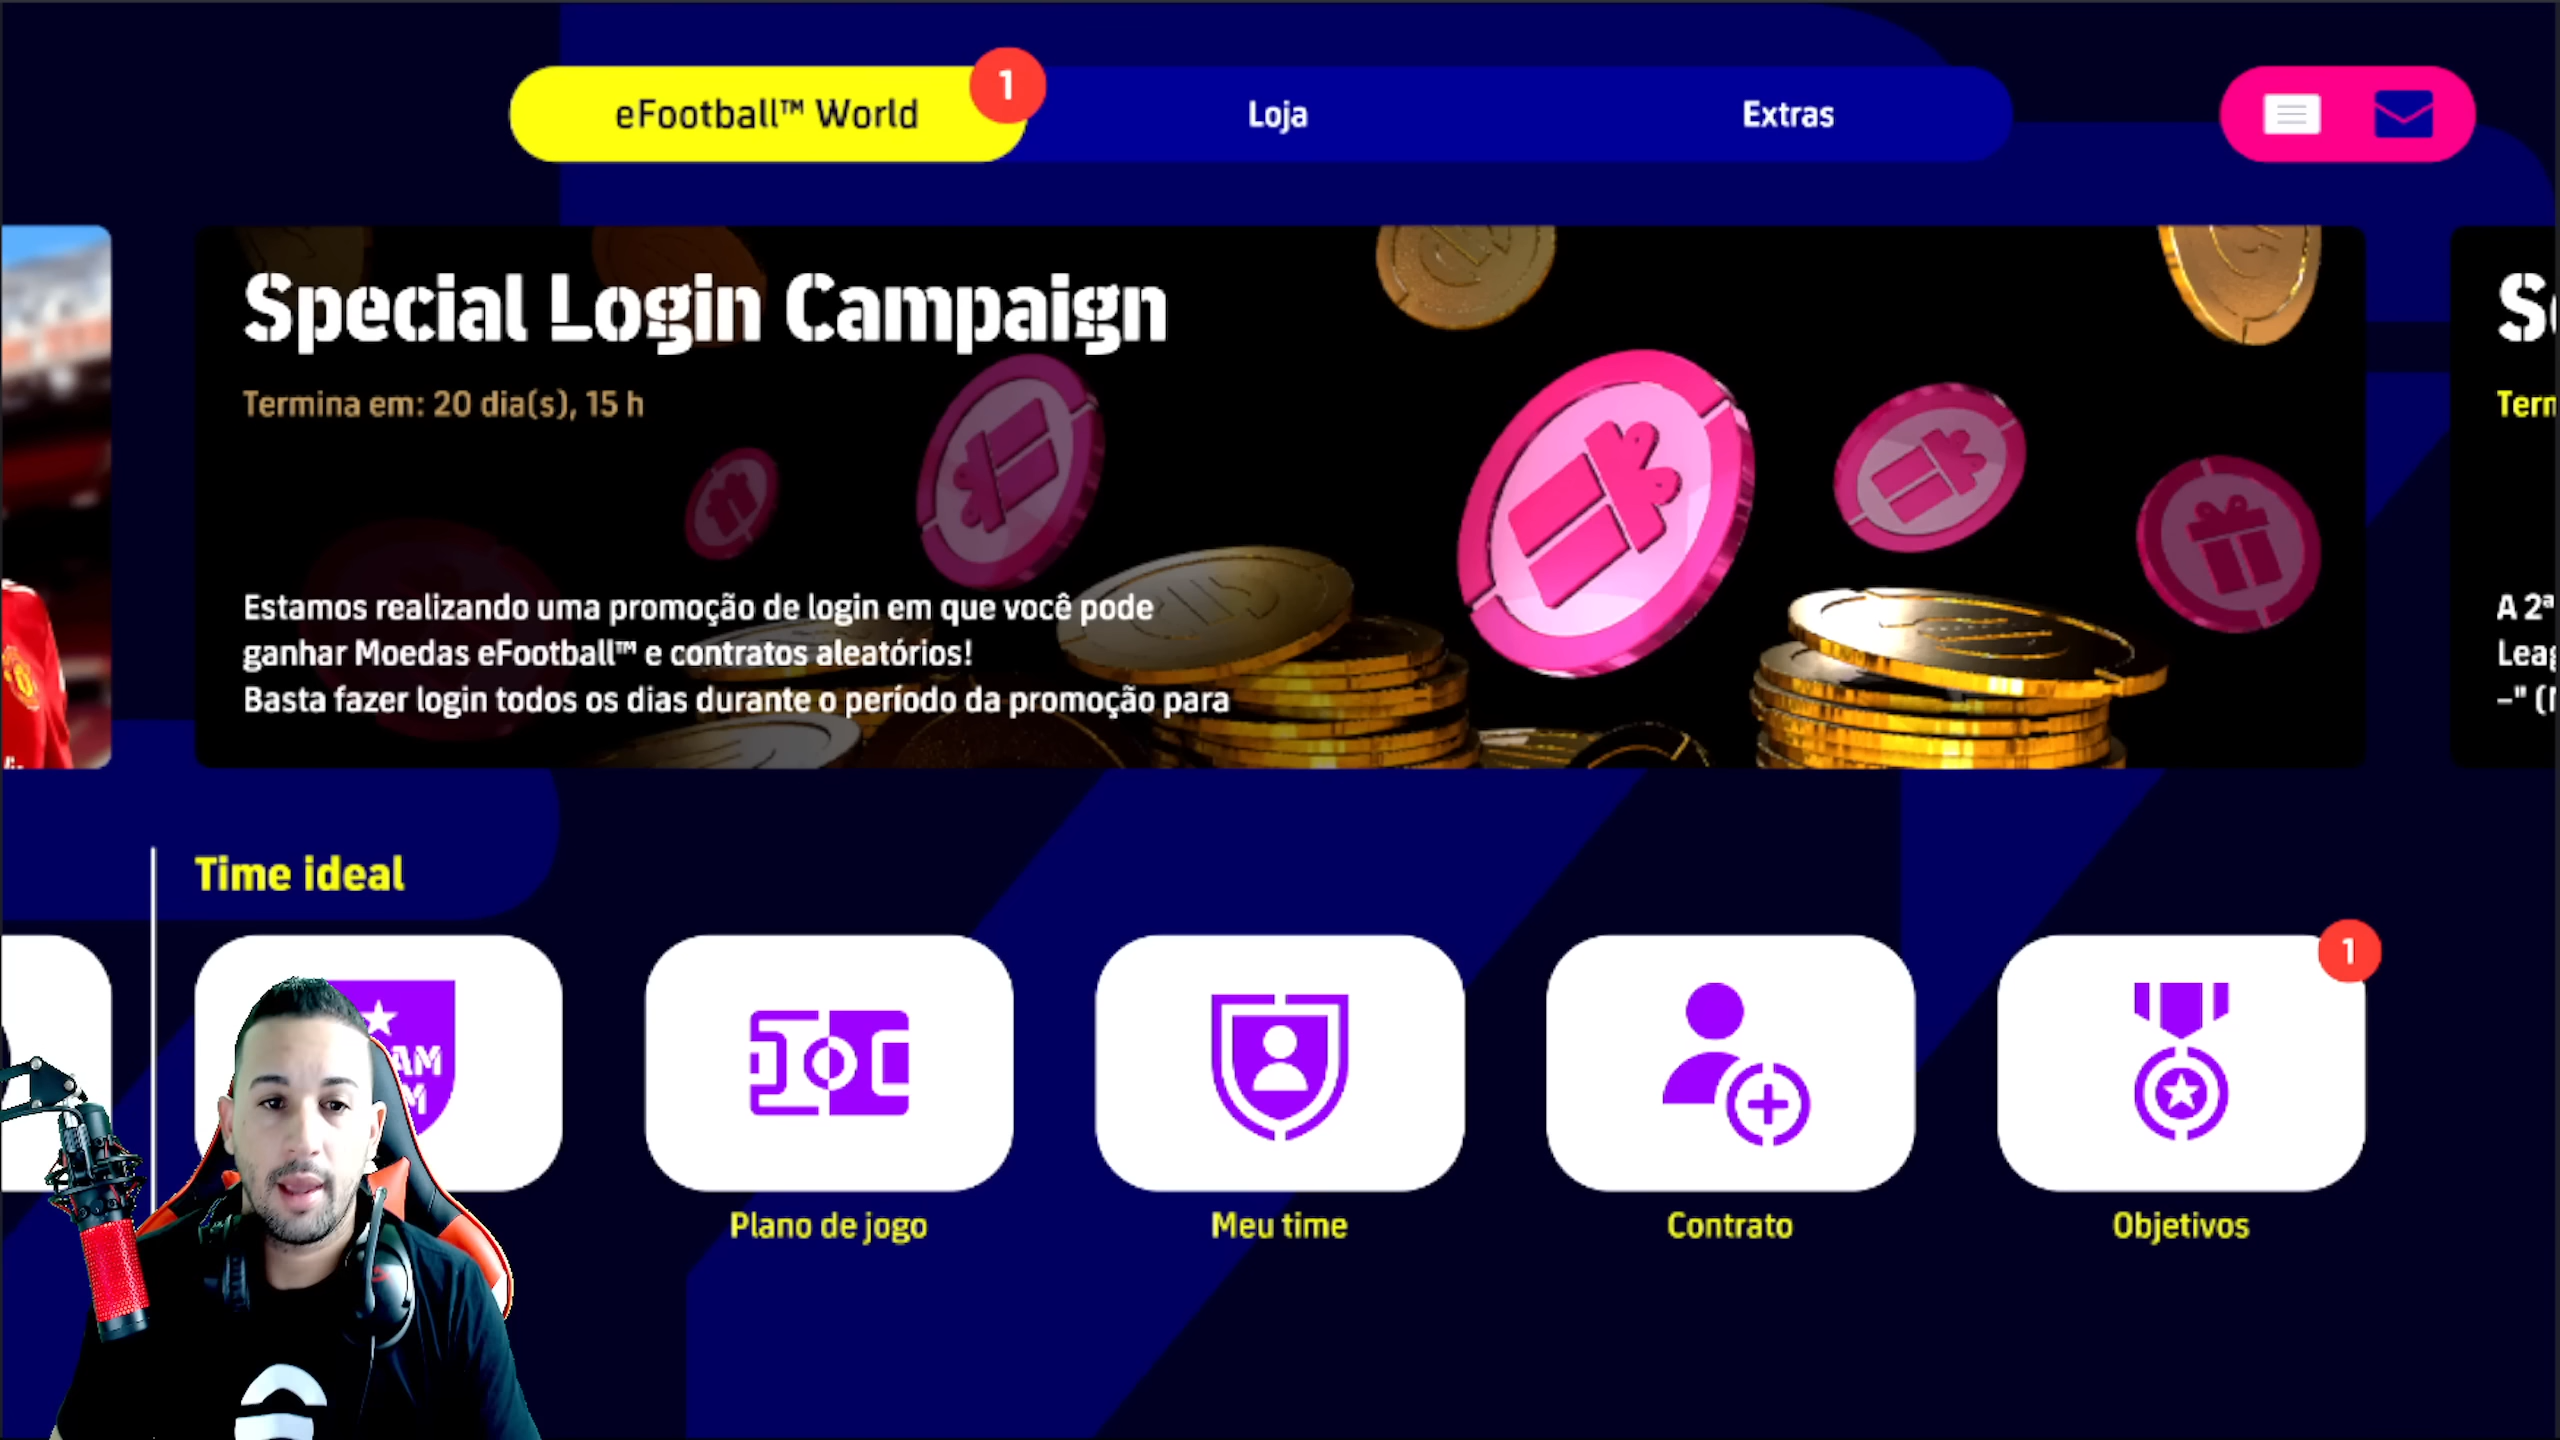 eFootball™ World
1
Loja
Extras
Special Login Campaign
Termina em: 20 dia(s), 15 h
Estamos realizando uma promoção de login em que você pode
ganhar Moedas eFootball™ e contratos aleatórios!
Basta fazer login todos os dias durante o período da promoção para
A 2ª
Time ideal
1
Plano de jogo
Meu time
Contrato
Objetivos